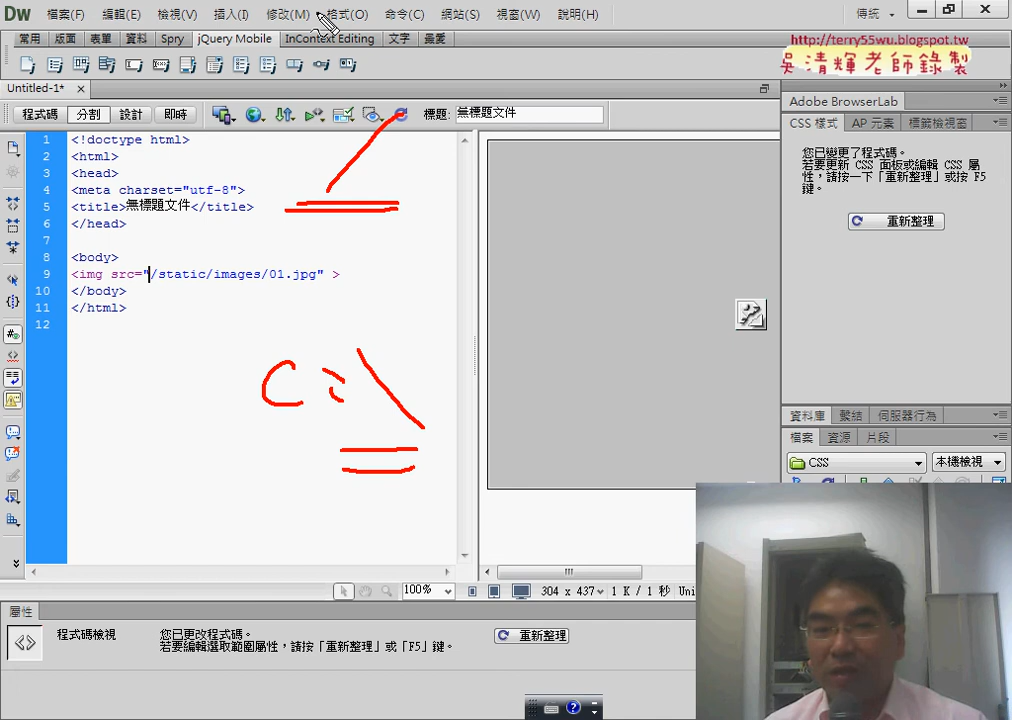 Dw 檔案(F) 編輯(E) 檢視(V) 插入(I) 修改(M) 格式(O) 命令(C) 網站(S) 視窗(W) 說明(H) 傳統
常用 版面 表單 資料 Spry jQuery Mobile InContext Editing 文字 最愛
http://terry55wu.blogspot.tw
吳清輝老師錄製
Untitled-1*
程式碼 分割 設計 即時 標題: 無標題文件
1 <!doctype html>
2 <html>
3 <head>
4 <meta charset="utf-8">
5 <title>無標題文件</title>
6 </head>
7
8 <body>
9 <img src="/static/images/01.jpg" >
10 </body>
11 </html>
12
C:\
100% 304 x 437 1 K / 1 秒 Uni
Adobe BrowserLab
CSS 樣式 AP 元素 標籤檢視窗
您已變更了程式碼。
若要更新 CSS 面板或編輯 CSS 屬
性，請按一下「重新整理」或按 F5
鍵。
重新整理
資料庫 繫結 伺服器行為
檔案 資源 片段
CSS 本機檢視
屬性
程式碼檢視 您已更改程式碼。
若要編輯選取範圍屬性，請按「重新整理」或「F5」鍵。
重新整理